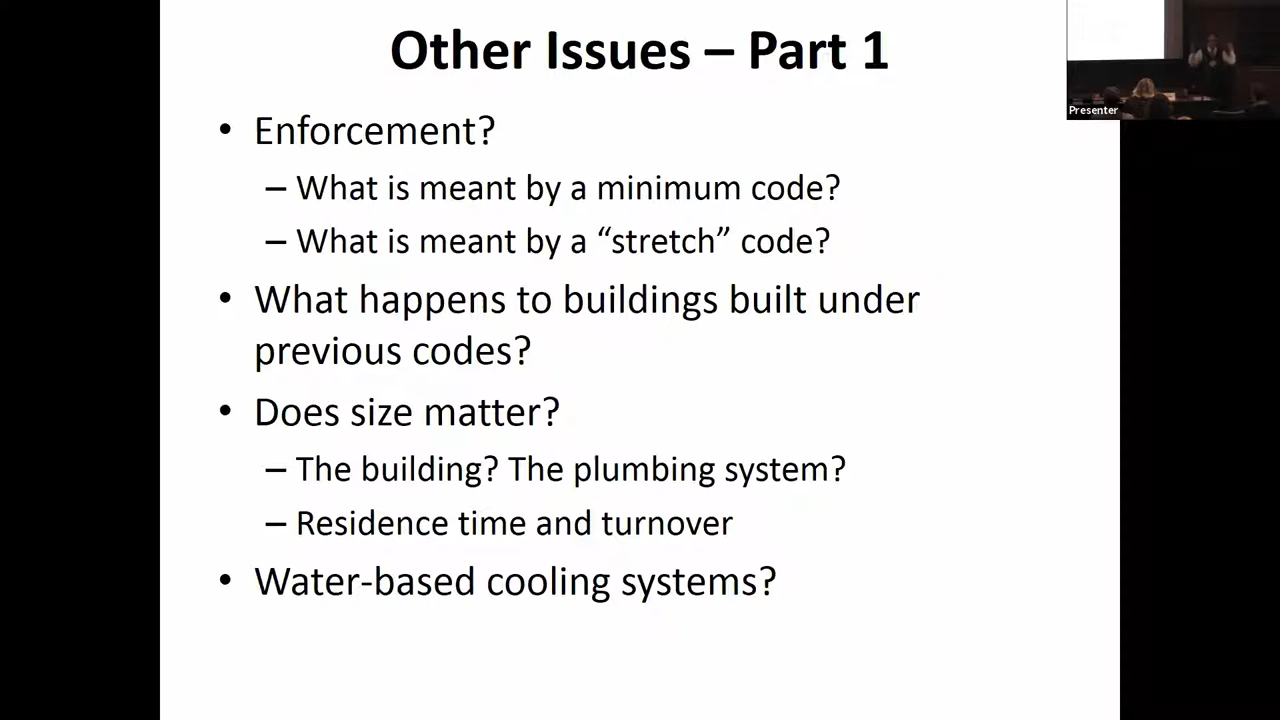 Other Issues – Part 1
• Enforcement?
– What is meant by a minimum code?
– What is meant by a “stretch” code?
• What happens to buildings built under
previous codes?
• Does size matter?
– The building? The plumbing system?
– Residence time and turnover
• Water-based cooling systems?
Presenter